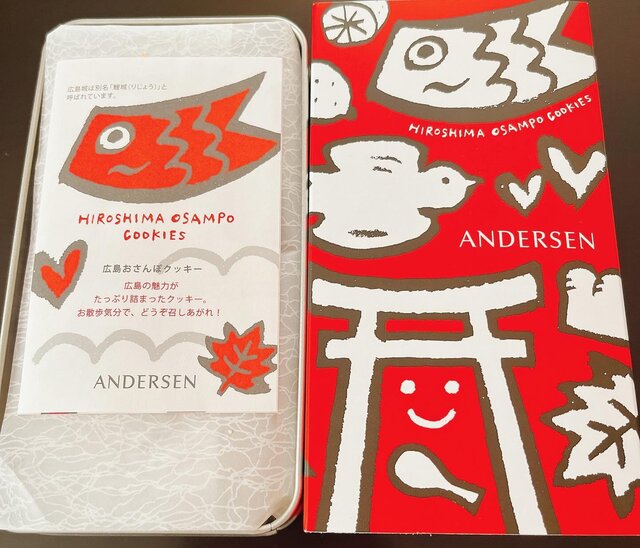 広島城は別名「鯉城(りじょう)」と
呼ばれています。
HIROSHIMA OSAMPO
COOKIES
広島おさんぽクッキー
広島の魅力が
たっぷり詰まったクッキー。
お散歩気分で、どうぞ召しあがれ!
ANDERSEN
HIROSHIMA OSAMPO COOKIES
ANDERSEN